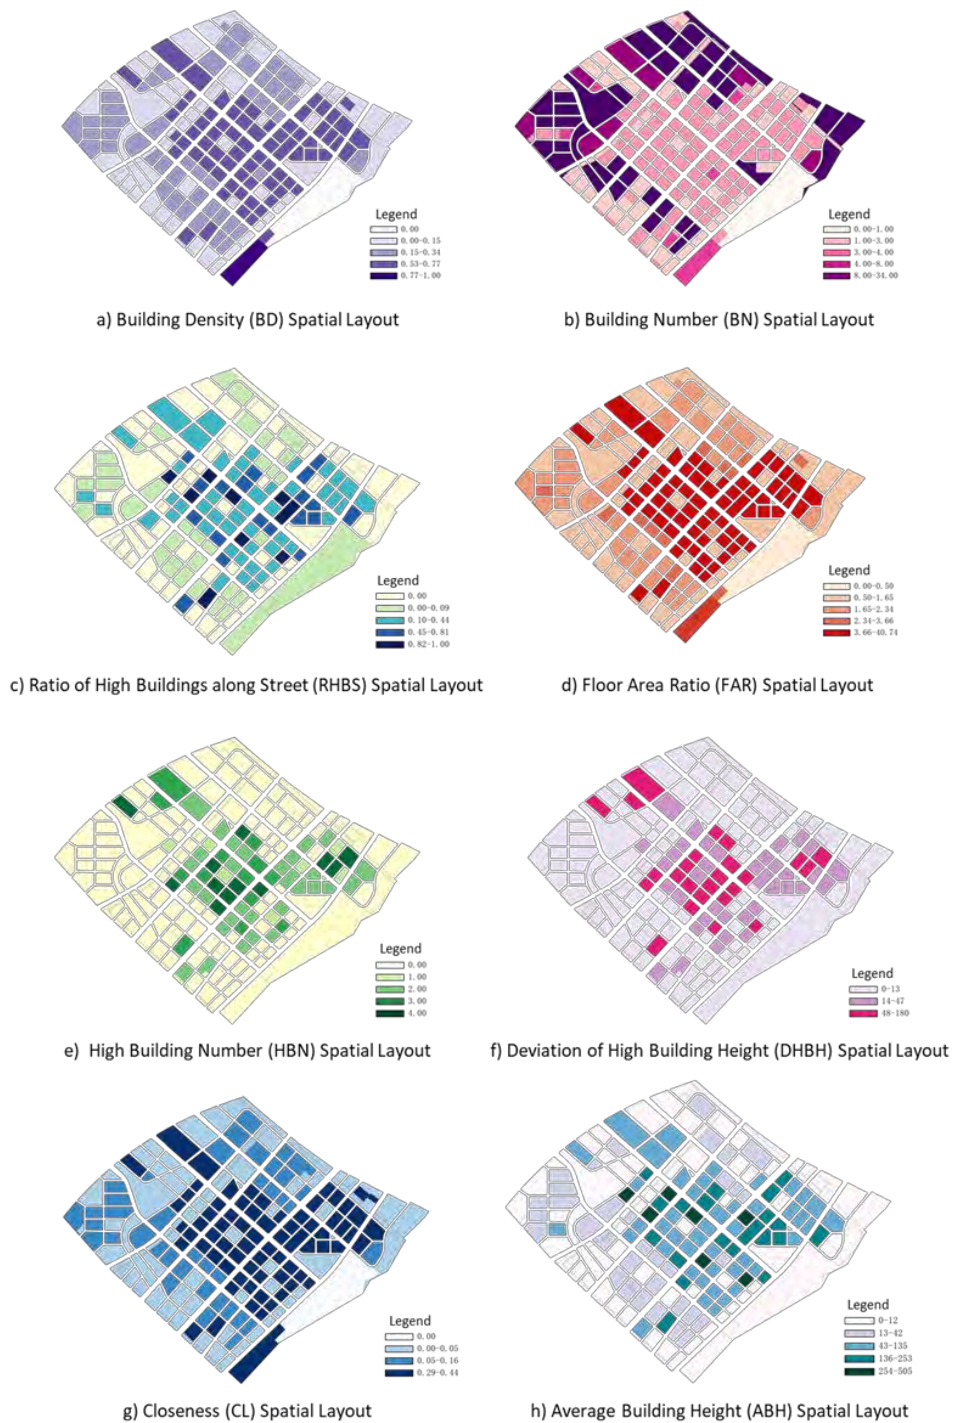 Legend
0.00
0.00-0.15
0.15-0.34
0.53-0.77
0.77-1.00
a) Building Density (BD) Spatial Layout
Legend
0.00-1.00
1.00-3.00
3.00-4.00
4.00-8.00
8.00-34.00
b) Building Number (BN) Spatial Layout
Legend
0.00
0.00-0.09
0.10-0.44
0.45-0.81
0.82-1.00
c) Ratio of High Buildings along Street (RHBS) Spatial Layout
Legend
0.00-0.50
0.50-1.65
1.65-2.34
2.34-3.66
3.66-40.74
d) Floor Area Ratio (FAR) Spatial Layout
Legend
0.00
1.00
2.00
3.00
4.00
e) High Building Number (HBN) Spatial Layout
Legend
0-13
14-47
48-180
f) Deviation of High Building Height (DHBH) Spatial Layout
Legend
0.00
0.00-0.05
0.05-0.16
0.29-0.44
g) Closeness (CL) Spatial Layout
Legend
0-12
13-42
43-135
136-253
254-505
h) Average Building Height (ABH) Spatial Layout